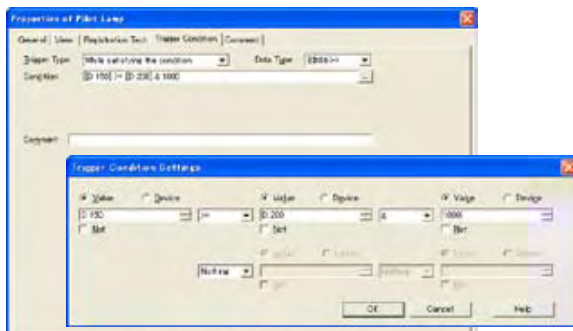 Properties of Pilot Lamp
General View Registration Text Trigger Condition Comment
Trigger Type: While satisfying the condition Data Type:
Condition: [D 150] >= [D 200] & 1000 ...
Comment:
Trigger Condition Settings
Value Device Value Device Value Device
D 150 >= D 200 & 1000
Not Not Not
Nothing
OK Cancel Help